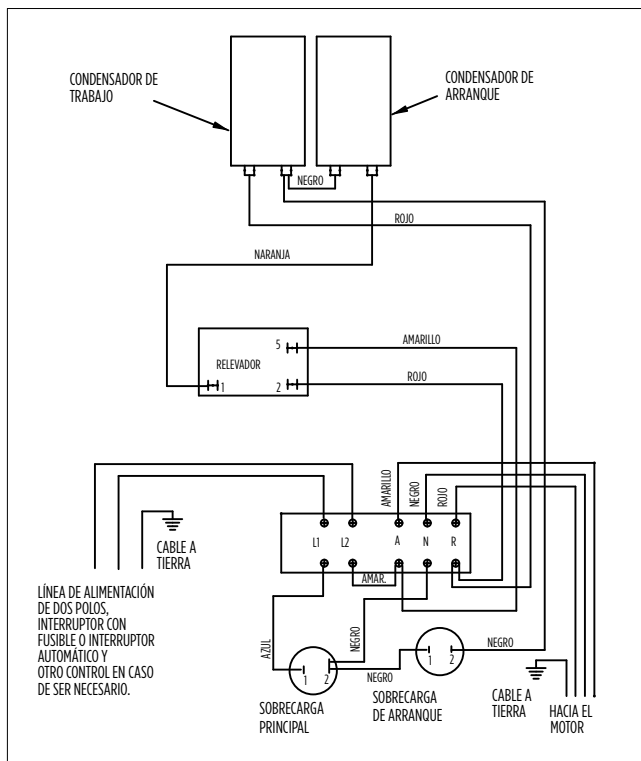 CONDENSADOR DE
TRABAJO
CONDENSADOR DE
ARRANQUE
NEGRO
ROJO
NARANJA
5
AMARILLO
RELEVADOR
1
2
ROJO
AMARILLO
NEGRO
ROJO
CABLE A
TIERRA
L1
L2
A
N
R
AMAR.
LÍNEA DE ALIMENTACIÓN
DE DOS POLOS,
INTERRUPTOR CON
FUSIBLE O INTERRUPTOR
AUTOMÁTICO Y
OTRO CONTROL EN CASO
DE SER NECESARIO.
AZUL
NEGRO
1
2
NEGRO
1
2
NEGRO
SOBRECARGA
PRINCIPAL
SOBRECARGA
DE ARRANQUE
CABLE A
TIERRA
HACIA EL
MOTOR